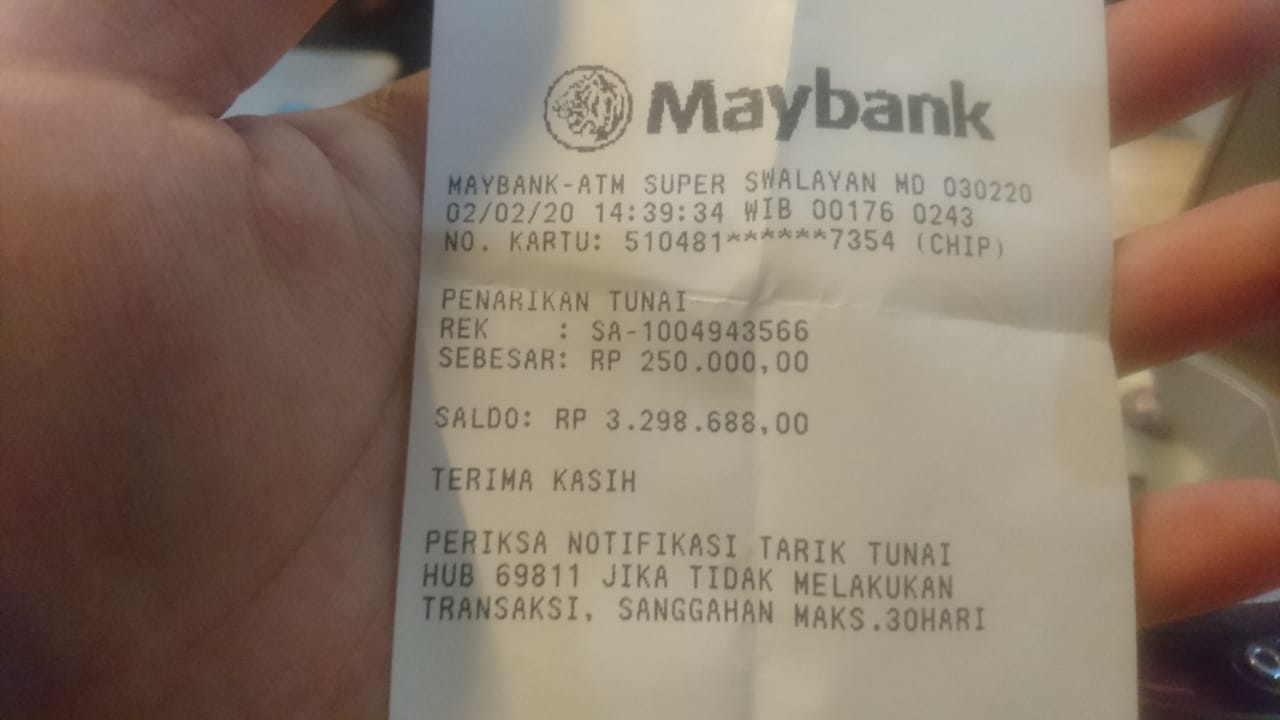 Maybank
MAYBANK-ATM SUPER SWALAYAN MD 030220
02/02/20 14:39:34 WIB 00176 0243
NO. KARTU: 510481******7354 (CHIP)
PENARIKAN TUNAI
REK : SA-1004943566
SEBESAR: RP 250.000,00
SALDO: RP 3.298.688,00
TERIMA KASIH
PERIKSA NOTIFIKASI TARIK TUNAI
HUB 69811 JIKA TIDAK MELAKUKAN
TRANSAKSI, SANGGAHAN MAKS.30HARI